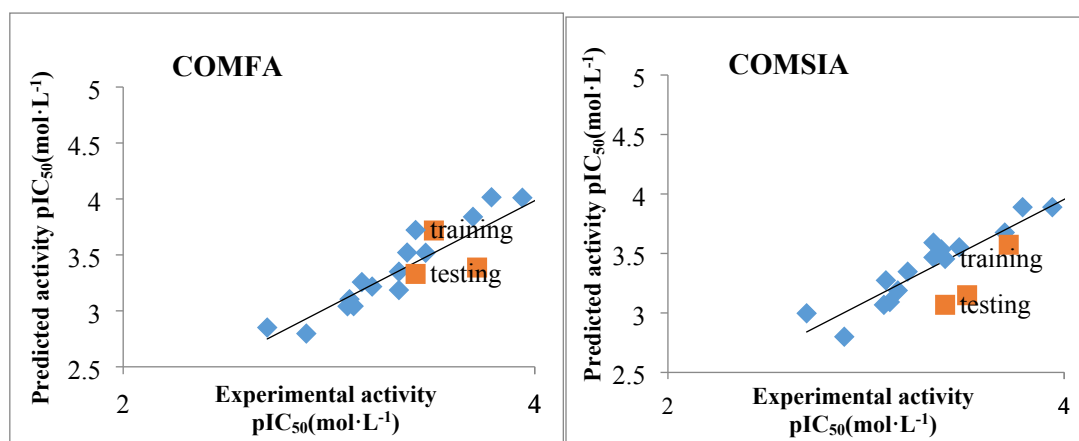 COMFA
Predicted activity pIC50(mol·L-1)
5
4.5
4
3.5
3
2.5
training
testing
2
4
Experimental activity
pIC50(mol·L-1)
COMSIA
Predicted activity pIC50(mol·L-1)
5
4.5
4
3.5
3
2.5
training
testing
2
4
Experimental activity
pIC50(mol·L-1)